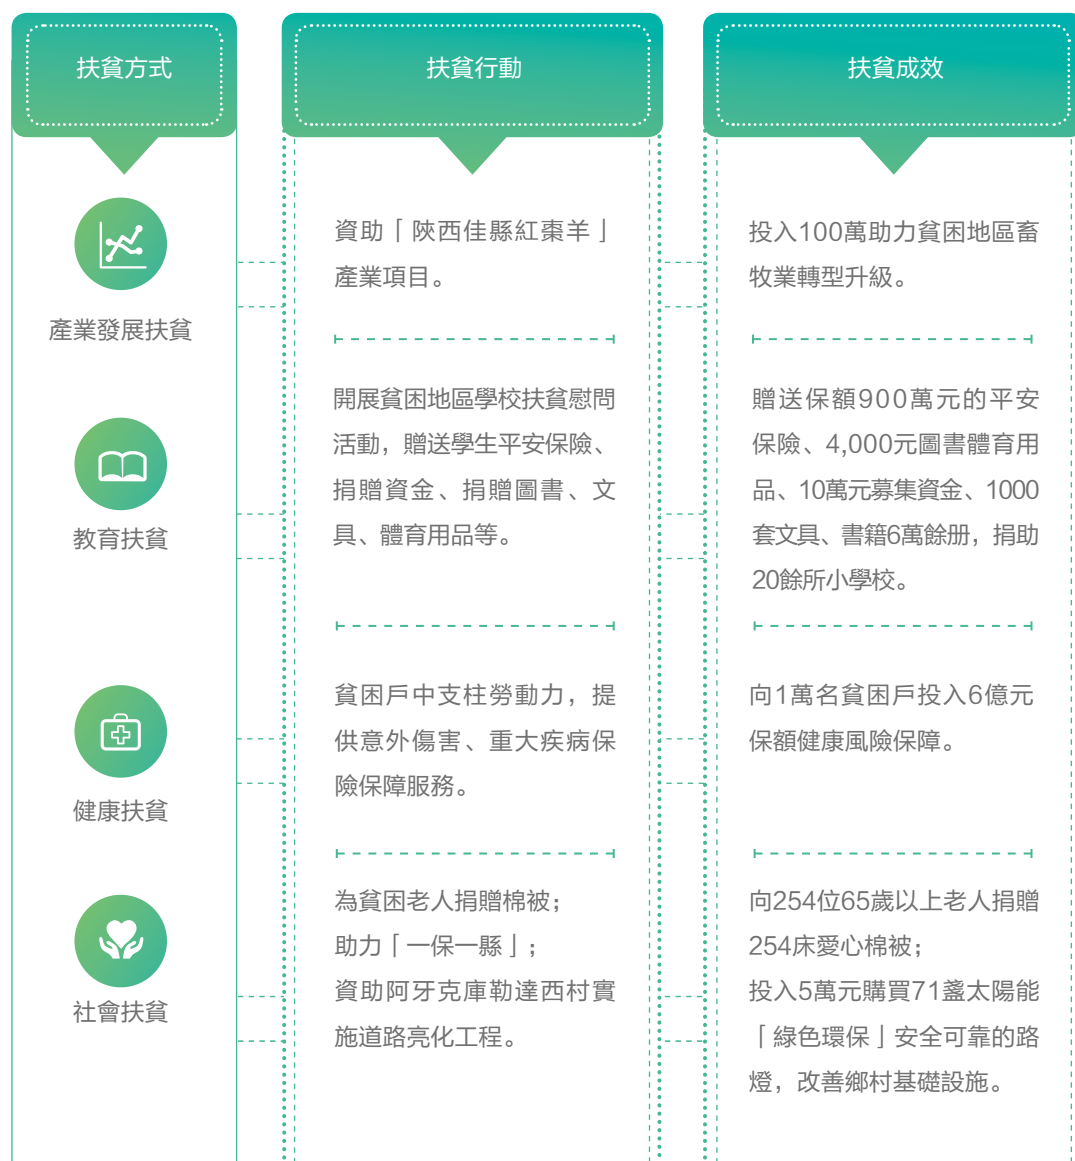 扶貧方式
扶貧行動
扶貧成效
產業發展扶貧
資助「陝西佳縣紅棗羊」
產業項目。
投入100萬助力貧困地區畜
牧業轉型升級。
教育扶貧
開展貧困地區學校扶貧慰問
活動，贈送學生平安保險、
捐贈資金、捐贈圖書、文
具、體育用品等。
贈送保額900萬元的平安
保險、4,000元圖書體育用
品、10萬元募集資金、1000
套文具、書籍6萬餘册，捐助
20餘所小學校。
健康扶貧
貧困戶中支柱勞動力，提
供意外傷害、重大疾病保
險保障服務。
向1萬名貧困戶投入6億元
保額健康風險保障。
社會扶貧
為貧困老人捐贈棉被；
助力「一保一縣」；
資助阿牙克庫勒達西村實
施道路亮化工程。
向254位65歲以上老人捐贈
254床愛心棉被；
投入5萬元購買71盞太陽能
「綠色環保」安全可靠的路
燈，改善鄉村基礎設施。